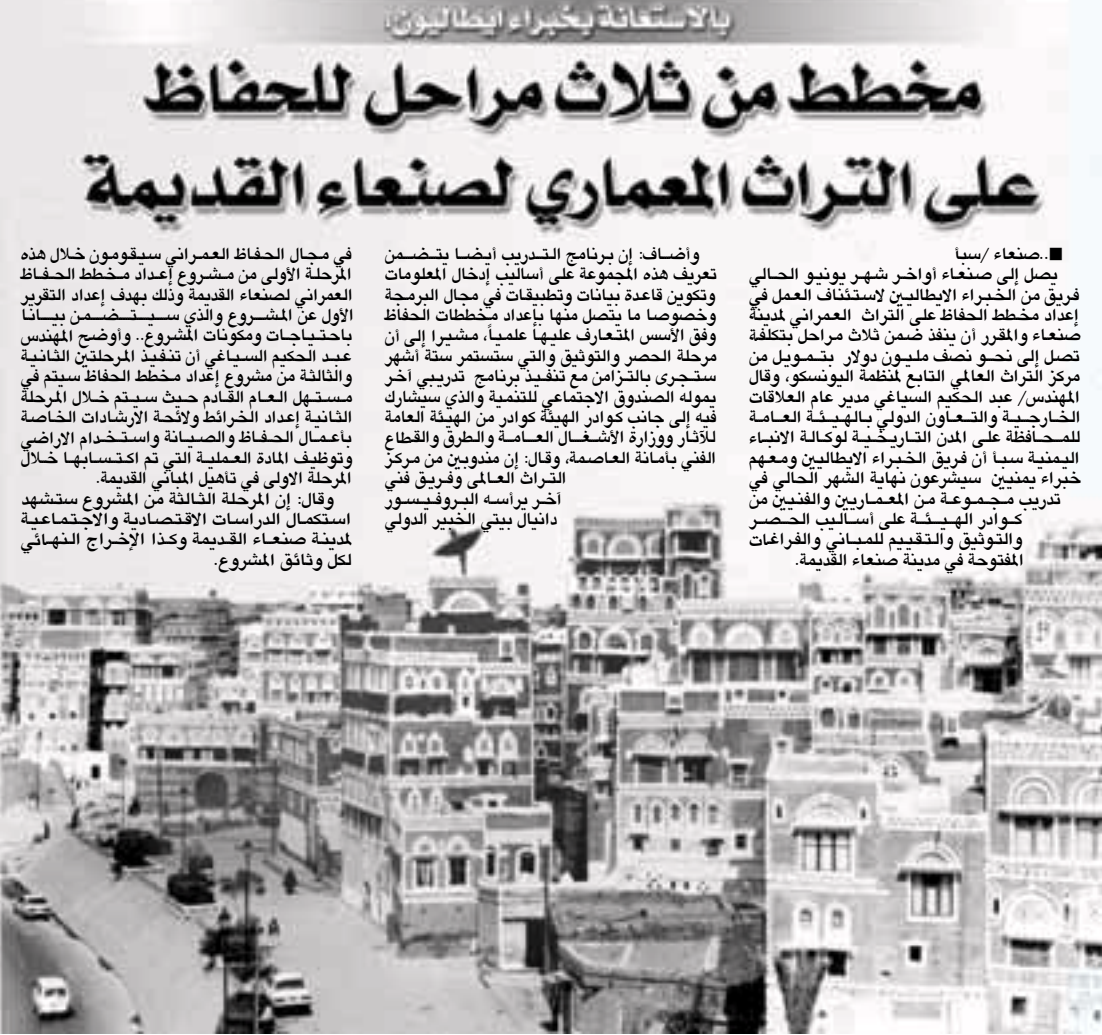 بالاستعانة بخبراء ايطاليون:
مخطط من ثلاث مراحل للحفاظ
على التراث المعماري لصنعاء القديمة
■..صنعاء /سبأ
يصل إلى صنعاء أواخر شهر يونيو الحالي
فريق من الخبراء الايطاليين لاستئناف العمل في
إعداد مخطط الحفاظ على التراث العمراني لمدينة
صنعاء والمقرر أن ينفذ ضمن ثلاث مراحل بتكلفة
تصل إلى نحو نصف مليون دولار بتمويل من
مركز التراث العالمي التابع لمنظمة اليونسكو، وقال
المهندس/ عبد الحكيم السياغي مدير عام العلاقات
الخارجية والتعاون الدولي بالهيئة العامة
للمحافظة على المدن التاريخية لوكالة الانباء
اليمنية سبأ أن فريق الخبراء الايطاليين ومعهم
خبراء يمنيين سيشرعون نهاية الشهر الحالي في
تدريب مجموعة من المعماريين والفنيين من
كوادر الهيئة على أساليب الحصر
والتوثيق والتقييم للمباني والفراغات
المفتوحة في مدينة صنعاء القديمة.
وأضاف: إن برنامج التدريب أيضا يتضمن
تعريف هذه المجموعة على أساليب إدخال المعلومات
وتكوين قاعدة بيانات وتطبيقات في مجال البرمجة
وخصوصا ما يتصل منها بإعداد مخططات الحفاظ
وفق الأسس المتعارف عليها علمياً، مشيرا إلى أن
مرحلة الحصر والتوثيق والتي ستستمر ستة أشهر
ستجرى بالتزامن مع تنفيذ برنامج تدريبي آخر
يموله الصندوق الاجتماعي للتنمية والذي سيشارك
فيه إلى جانب كوادر الهيئة كوادر من الهيئة العامة
للآثار ووزارة الأشغال العامة والطرق والقطاع
الفني بأمانة العاصمة، وقال: إن مندوبين من مركز
التراث العالمي وفريق فني
آخر يرأسه البروفيسور
دانيال بيتي الخبير الدولي
في مجال الحفاظ العمراني سيقومون خلال هذه
المرحلة الأولى من مشروع إعداد مخطط الحفاظ
العمراني لصنعاء القديمة وذلك بهدف إعداد التقرير
الأول عن المشروع والذي سيتضمن بيانا
باحتياجات ومكونات المشروع.. وأوضح المهندس
عبد الحكيم السياغي أن تنفيذ المرحلتين الثانية
والثالثة من مشروع إعداد مخطط الحفاظ سيتم في
مستهل العام القادم حيث سيتم خلال المرحلة
الثانية إعداد الخرائط ولائحة الارشادات الخاصة
بأعمال الحفاظ والصيانة واستخدام الاراضي
وتوظيف المادة العملية التي تم اكتسابها خلال
المرحلة الاولى في تأهيل المباني القديمة.
وقال: إن المرحلة الثالثة من المشروع ستشهد
استكمال الدراسات الاقتصادية والاجتماعية
لمدينة صنعاء القديمة وكذا الإخراج النهائي
لكل وثائق المشروع.